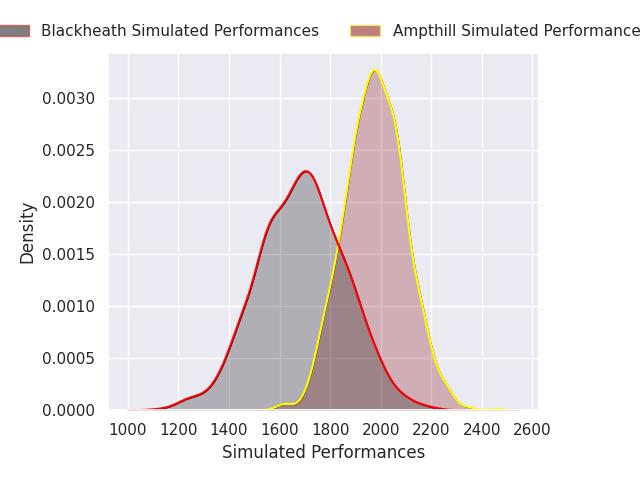 Blackheath Simulated Performances
Ampthill Simulated Performance
0.0030
0.0025
0.0020
0.0015
0.0010
0.0005
0.0000
Density
1000 1200 1400 1600 1800 2000 2200 2400 2600
Simulated Performances